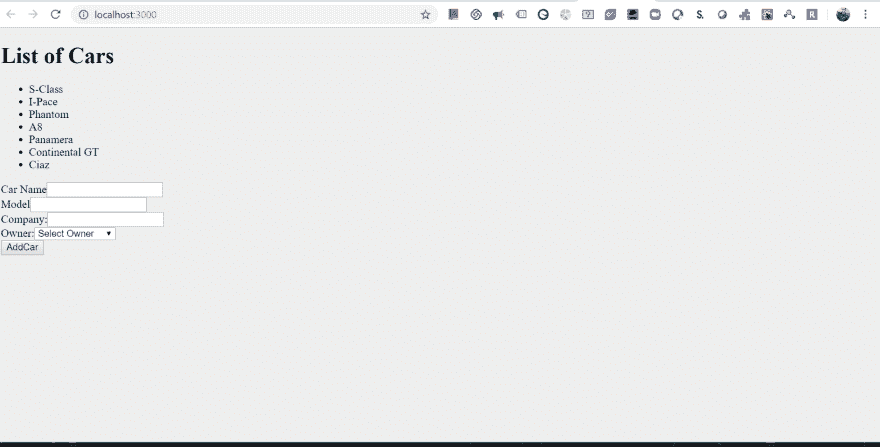 localhost:3000
List of Cars
S-Class
I-Pace
Phantom
A8
Panamera
Continental GT
Ciaz
Car Name
Model
Company:
Owner: Select Owner
AddCar